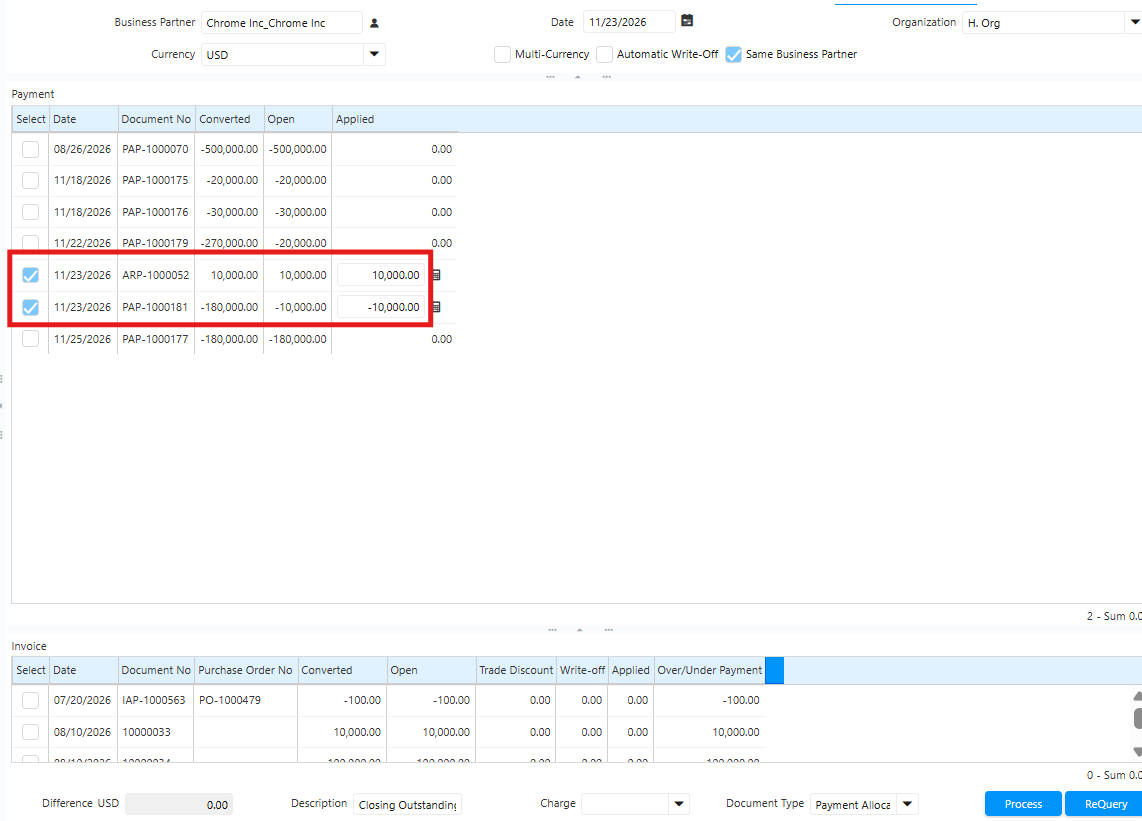 Business Partner Chrome Inc_Chrome Inc Date 11/23/2026 Organization H. Org
Currency USD Multi-Currency Automatic Write-Off Same Business Partner
Payment
Select Date Document No Converted Open Applied
08/26/2026 PAP-1000070 -500,000.00 -500,000.00 0.00
11/18/2026 PAP-1000175 -20,000.00 -20,000.00 0.00
11/18/2026 PAP-1000176 -30,000.00 -30,000.00 0.00
11/22/2026 PAP-1000179 -270,000.00 -20,000.00 0.00
11/23/2026 ARP-1000052 10,000.00 10,000.00 10,000.00
11/23/2026 PAP-1000181 -180,000.00 -10,000.00 -10,000.00
11/25/2026 PAP-1000177 -180,000.00 -180,000.00 0.00
2 - Sum 0.0
Invoice
Select Date Document No Purchase Order No Converted Open Trade Discount Write-off Applied Over/Under Payment
07/20/2026 IAP-1000563 PO-1000479 -100.00 -100.00 0.00 0.00 0.00 -100.00
08/10/2026 10000033 10,000.00 10,000.00 0.00 0.00 0.00 10,000.00
0 - Sum 0.0
Difference USD 0.00 Description Closing Outstanding Charge Document Type Payment Alloca Process ReQuery